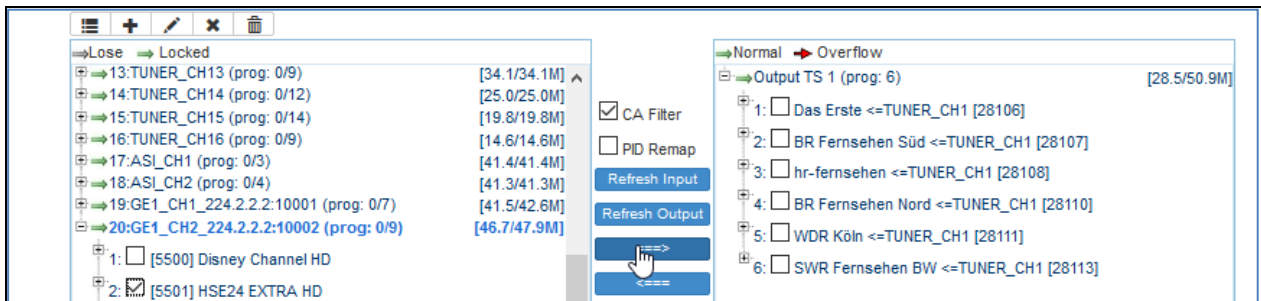 ⇒Lose ⇒ Locked
13:TUNER_CH13 (prog: 0/9) [34.1/34.1M]
14:TUNER_CH14 (prog: 0/12) [25.0/25.0M]
15:TUNER_CH15 (prog: 0/14) [19.8/19.8M]
16:TUNER_CH16 (prog: 0/9) [14.6/14.6M]
17:ASI_CH1 (prog: 0/3) [41.4/41.4M]
18:ASI_CH2 (prog: 0/4) [41.3/41.3M]
19:GE1_CH1_224.2.2.2:10001 (prog: 0/7) [41.5/42.6M]
20:GE1_CH2_224.2.2.2:10002 (prog: 0/9) [46.7/47.9M]
1: [5500] Disney Channel HD
2: [5501] HSE24 EXTRA HD
CA Filter
PID Remap
Refresh Input
Refresh Output
<===
Normal Overflow
Output TS 1 (prog: 6) [28.5/50.9M]
1: Das Erste <=TUNER_CH1 [28106]
2: BR Fernsehen Süd <=TUNER_CH1 [28107]
3: hr-fernsehen <=TUNER_CH1 [28108]
4: BR Fernsehen Nord <=TUNER_CH1 [28110]
5: WDR Köln <=TUNER_CH1 [28111]
6: SWR Fernsehen BW <=TUNER_CH1 [28113]